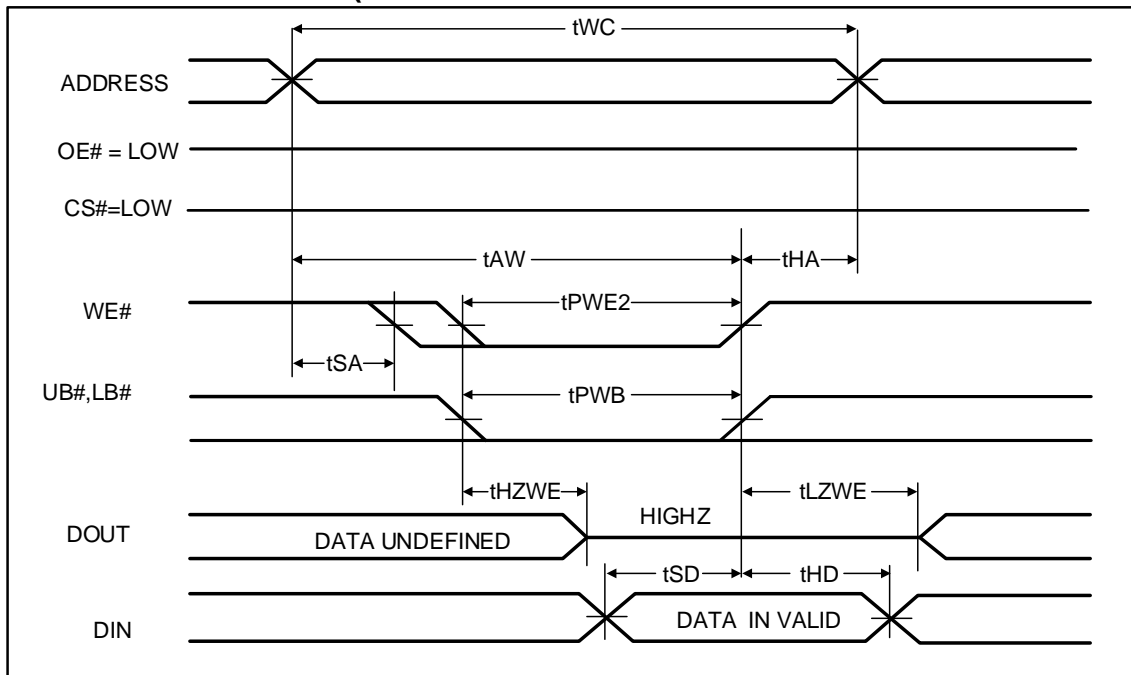 tWC
ADDRESS
OE# = LOW
CS#=LOW
tAW
tHA
WE#
tPWE2
tSA
UB#,LB#
tPWB
tHZWE
tLZWE
DOUT
DATA UNDEFINED
HIGHZ
tSD
tHD
DIN
DATA IN VALID